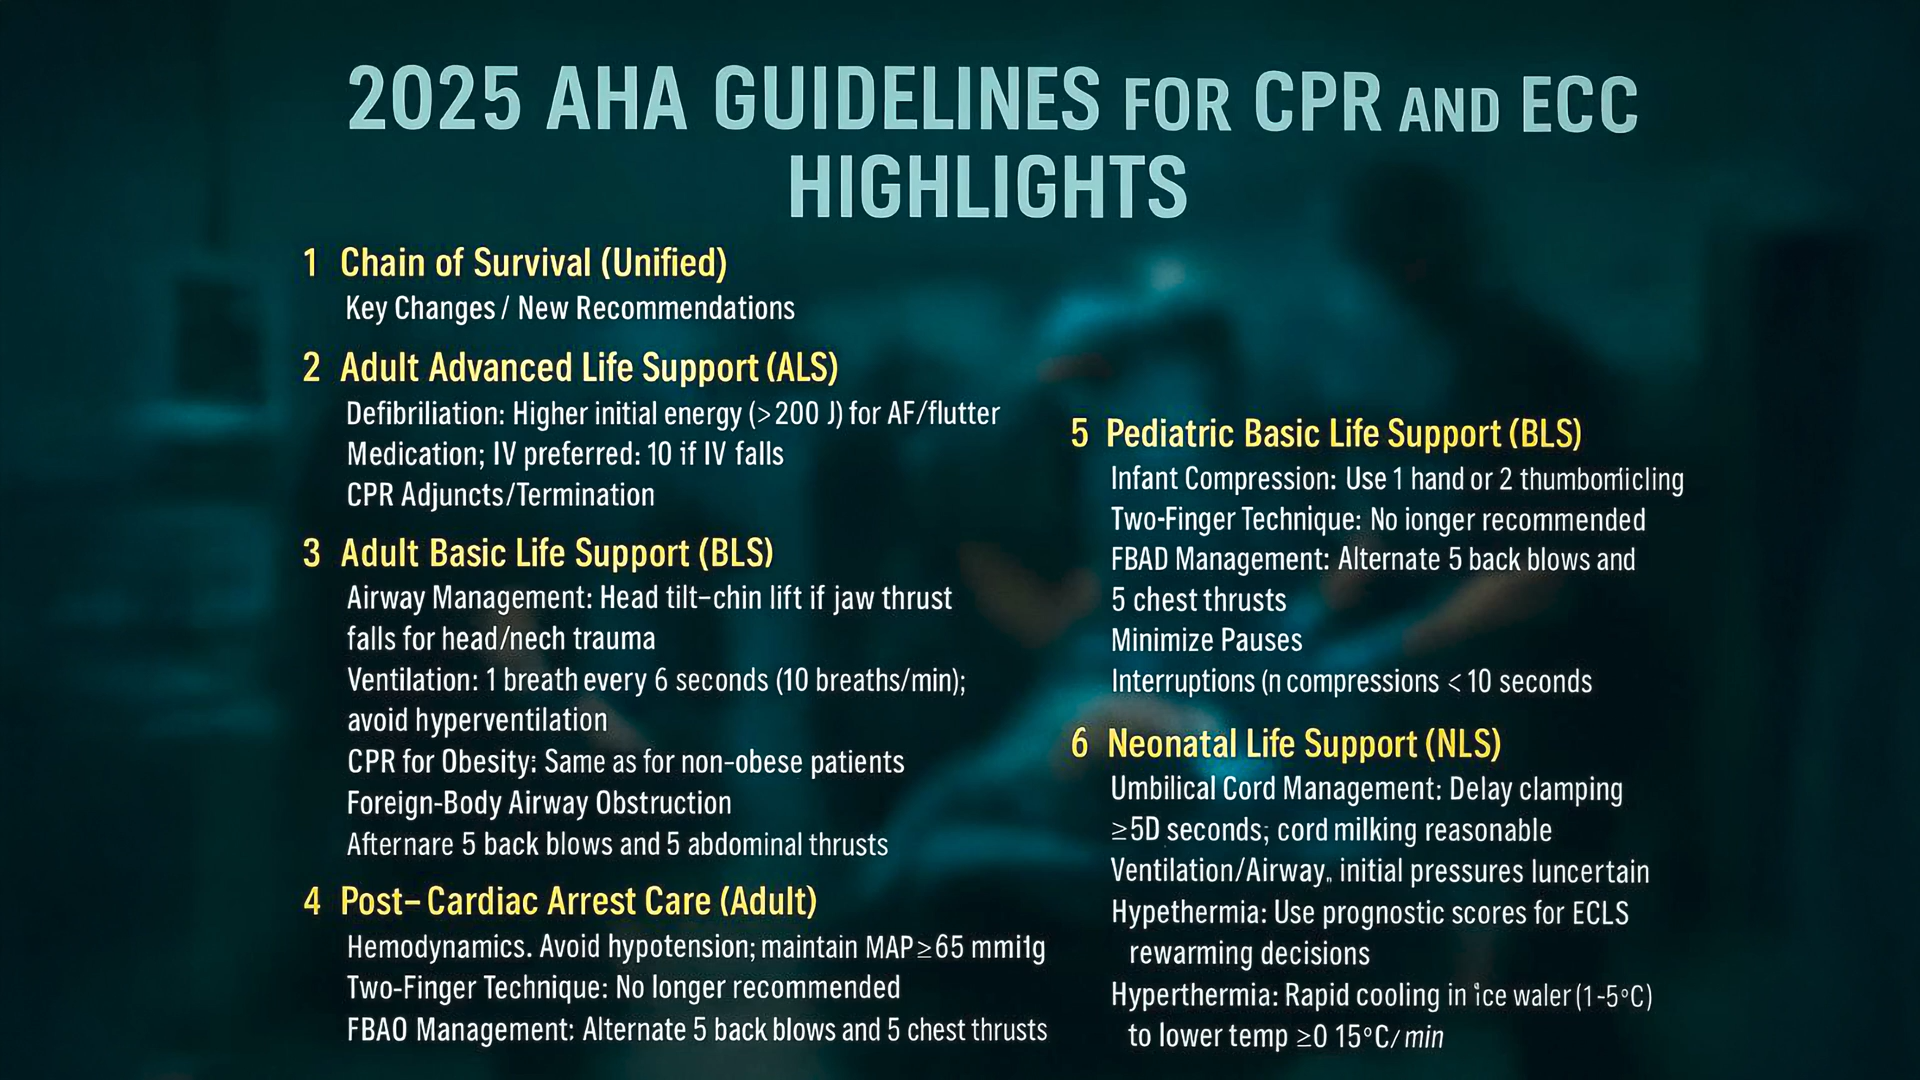 2025 AHA GUIDELINES FOR CPR AND ECC
HIGHLIGHTS
1 Chain of Survival (Unified)
Key Changes / New Recommendations
2 Adult Advanced Life Support (ALS)
Defibriliation: Higher initial energy (>200 J) for AF/flutter
Medication; IV preferred: 10 if IV falls
CPR Adjuncts/Termination
3 Adult Basic Life Support (BLS)
Airway Management: Head tilt–chin lift if jaw thrust
falls for head/nech trauma
Ventilation: 1 breath every 6 seconds (10 breaths/min);
avoid hyperventilation
CPR for Obesity: Same as for non-obese patients
Foreign-Body Airway Obstruction
Afternare 5 back blows and 5 abdominal thrusts
4 Post–Cardiac Arrest Care (Adult)
Hemodynamics. Avoid hypotension; maintain MAP≥65
Two-Finger Technique: No longer recommended
FBAO Management: Alternate 5 back blows and 5 chest thrusts
5 Pediatric Basic Life Support (BLS)
Infant Compression: Use 1 hand or 2
Two-Finger Technique: No ionger recommended
FBAD Management: Alternate 5 back blows and
5 chest thrusts
Minimize Pauses
Interruptions (n compressions < 10 seconds
6 Neonatal Life Support (NLS)
Umbilical Cord Management: Delay clamping
≥5D seconds; cord milking reasonable
Ventilation/Airway. initial pressures luncertain
Hypethermia: Use prognostic scores for ECLS
rewarming decisions
Hyperthermia: Rapid cooling in ice waler (1-5°C)
to lower temp ≥0 15°C/min